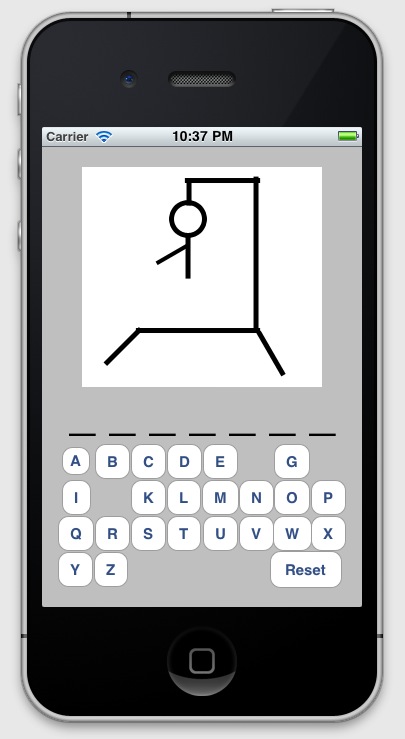 Carrier 10:37 PM
A B C D E G
I K L M N O P
Q R S T U V W X
Y Z Reset